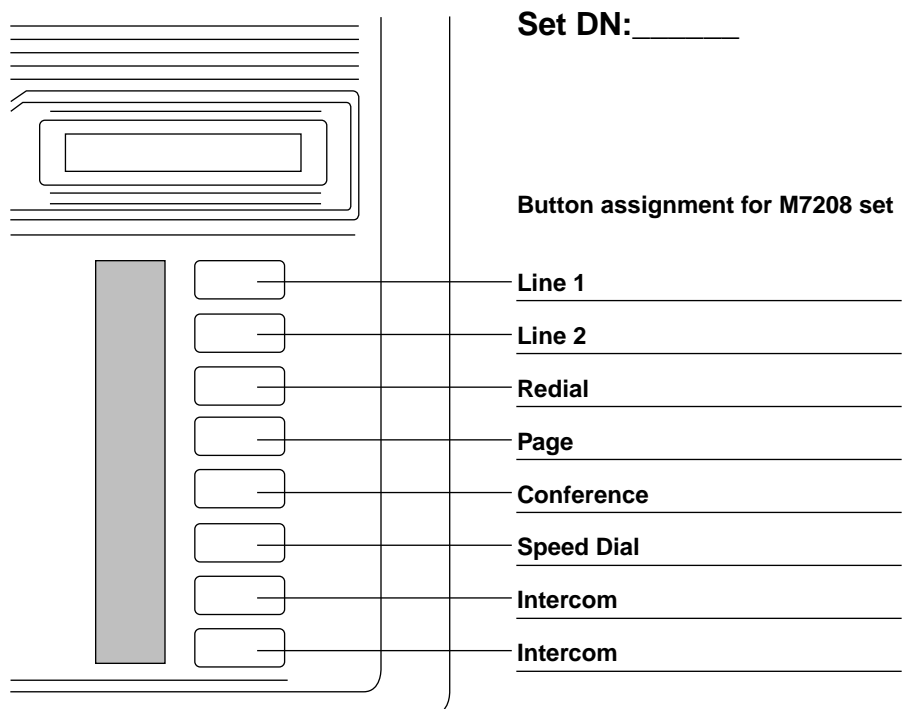 Set DN:______
Button assignment for M7208 set
Line 1
Line 2
Redial
Page
Conference
Speed Dial
Intercom
Intercom